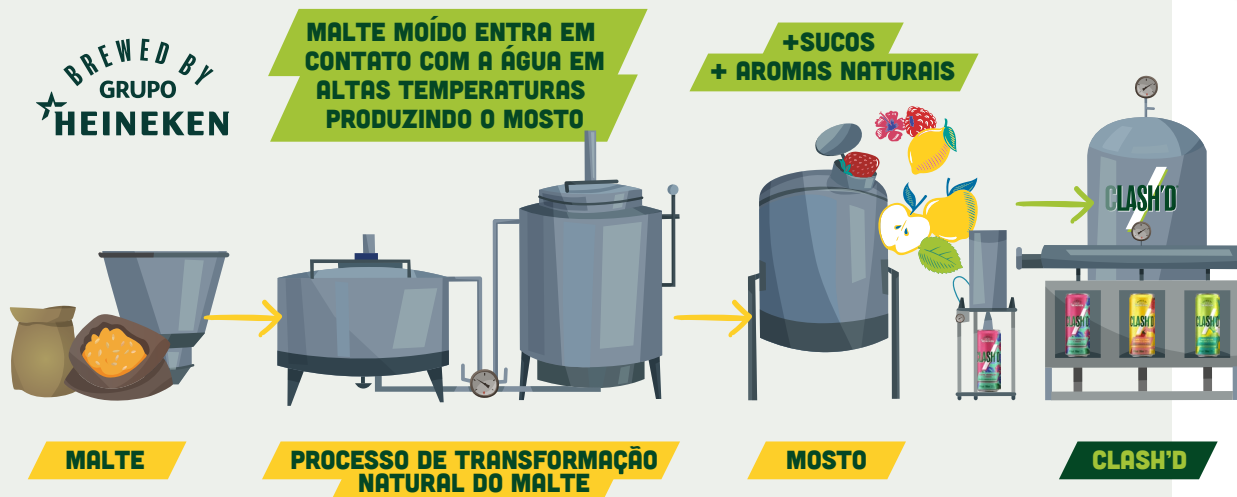 BREWED BY
GRUPO
HEINEKEN
MALTE MOÍDO ENTRA EM
CONTATO COM A ÁGUA EM
ALTAS TEMPERATURAS
PRODUZINDO O MOSTO
+SUCOS
+ AROMAS NATURAIS
CLASH'D
CLASH'D
CLASH'D
CLASH'D
CLASH'D
MALTE
PROCESSO DE TRANSFORMAÇÃO
NATURAL DO MALTE
MOSTO
CLASH'D